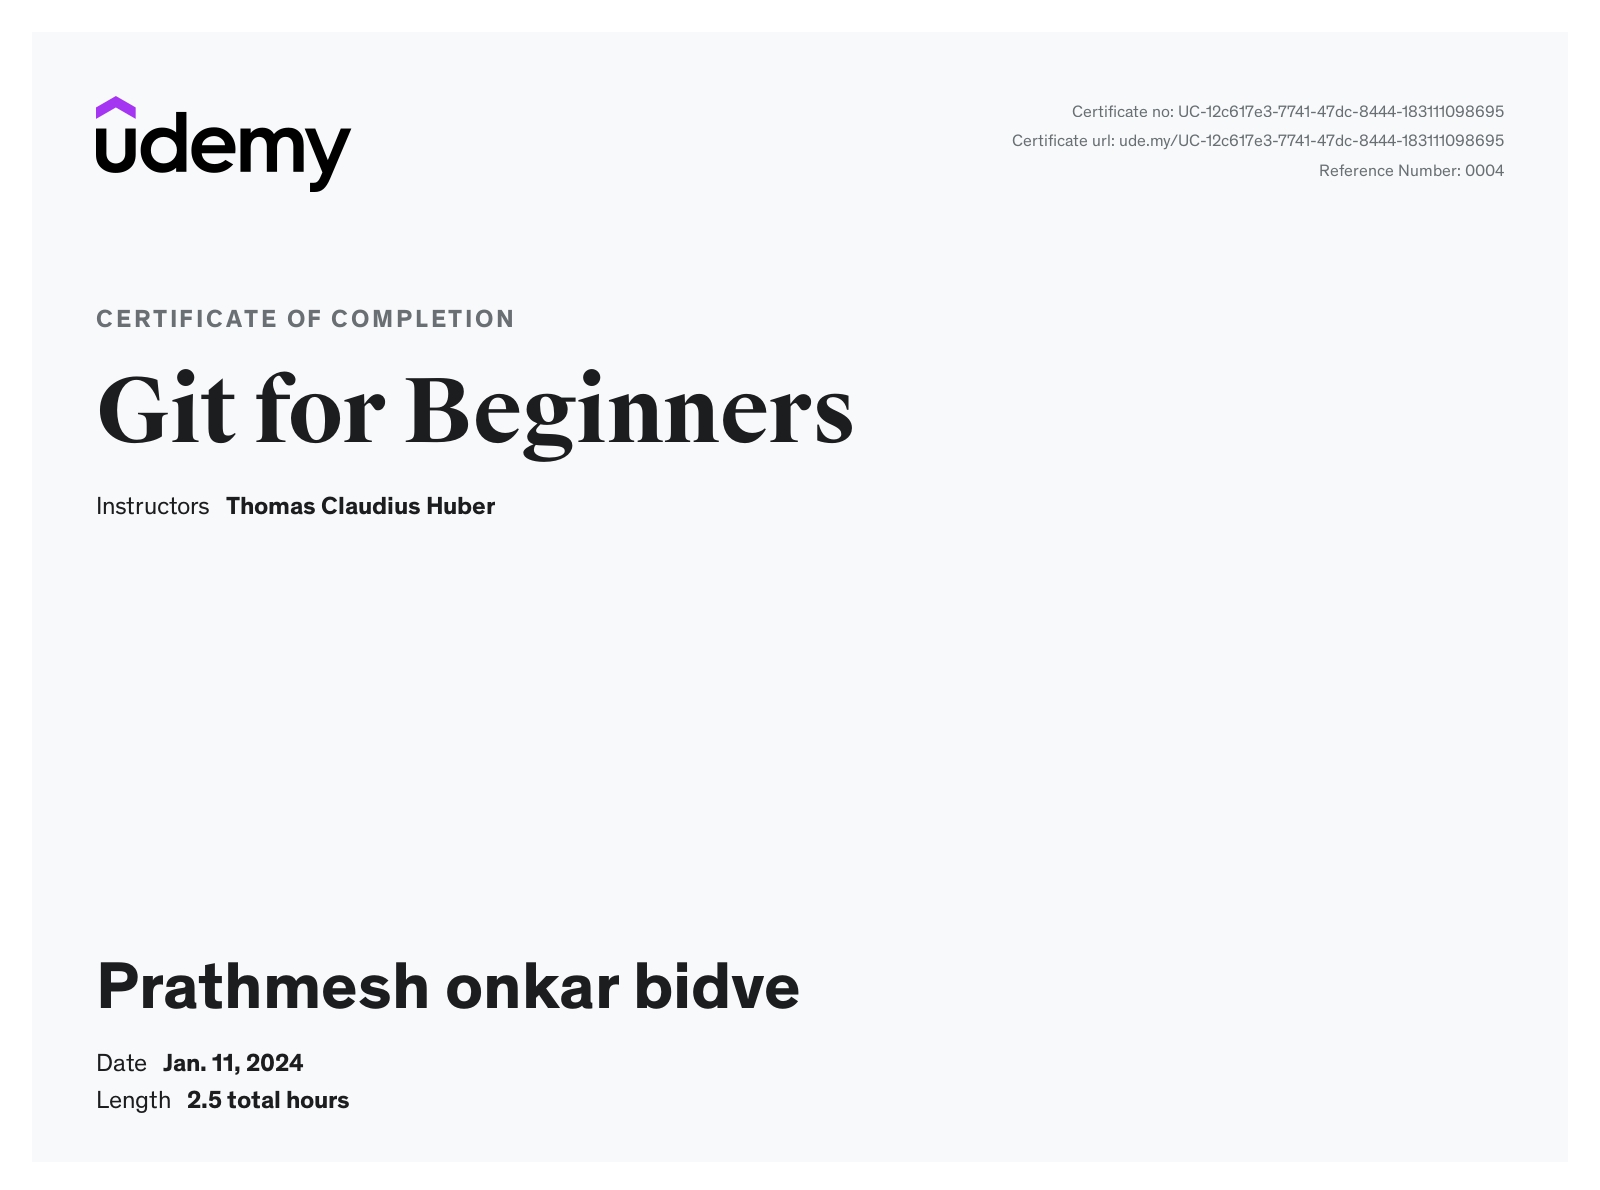 udemy
Certificate no: UC-12c617e3-7741-47dc-8444-183111098695
Certificate url: ude.my/UC-12c617e3-7741-47dc-8444-183111098695
Reference Number: 0004
CERTIFICATE OF COMPLETION
Git for Beginners
Instructors Thomas Claudius Huber
Prathmesh onkar bidve
Date Jan. 11, 2024
Length 2.5 total hours